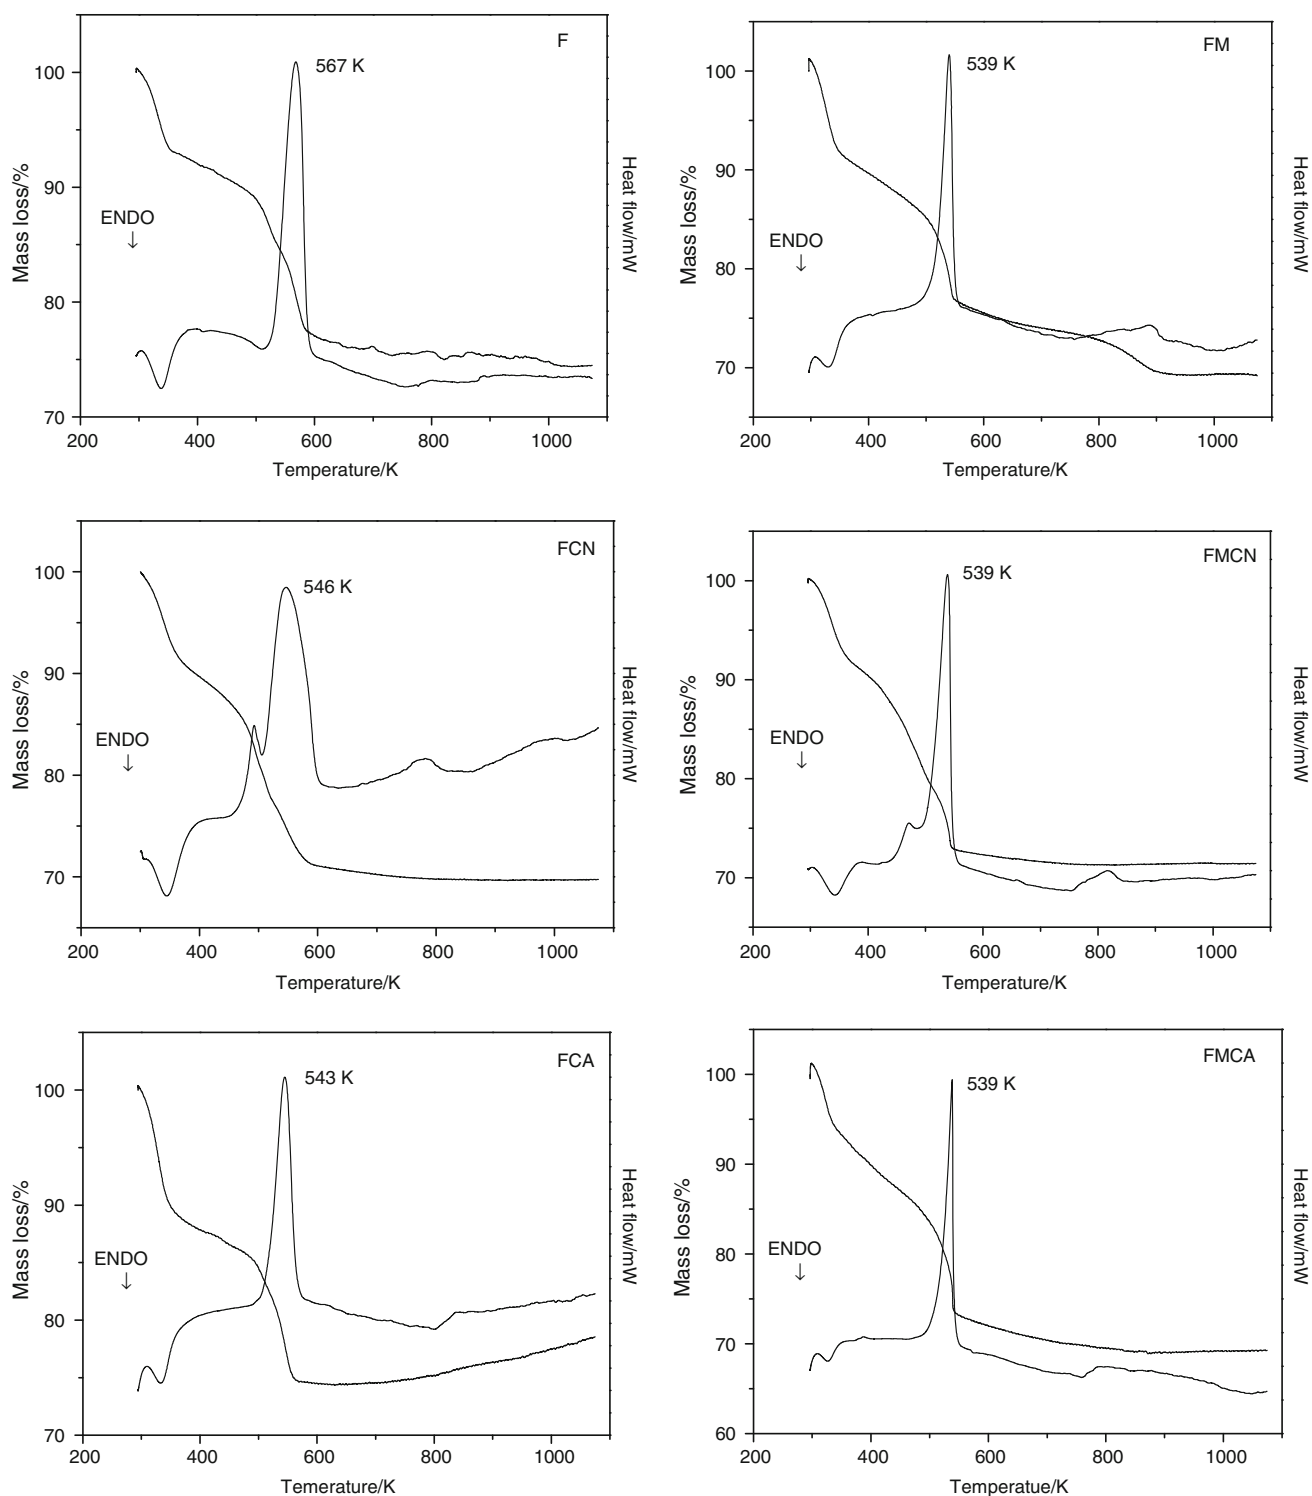 F
567 K
100
90
80
70
ENDO
↓
Mass loss/%
Heat flow/mW
200 400 600 800 1000
Temperature/K
FM
539 K
100
90
80
70
ENDO
↓
Mass loss/%
Heat flow/mW
200 400 600 800 1000
Temperature/K
FCN
546 K
100
90
80
70
ENDO
↓
Mass loss/%
Heat flow/mW
200 400 600 800 1000
Temperature/K
FMCN
539 K
100
90
80
70
ENDO
↓
Mass loss/%
Heat flow/mW
200 400 600 800 1000
Temperature/K
FCA
543 K
100
90
80
70
ENDO
↓
Mass loss/%
Heat flow/mW
200 400 600 800 1000
Temerature/K
FMCA
539 K
100
90
80
70
60
ENDO
↓
Mass loss/%
Heat flow/mW
200 400 600 800 1000
Temperature/K